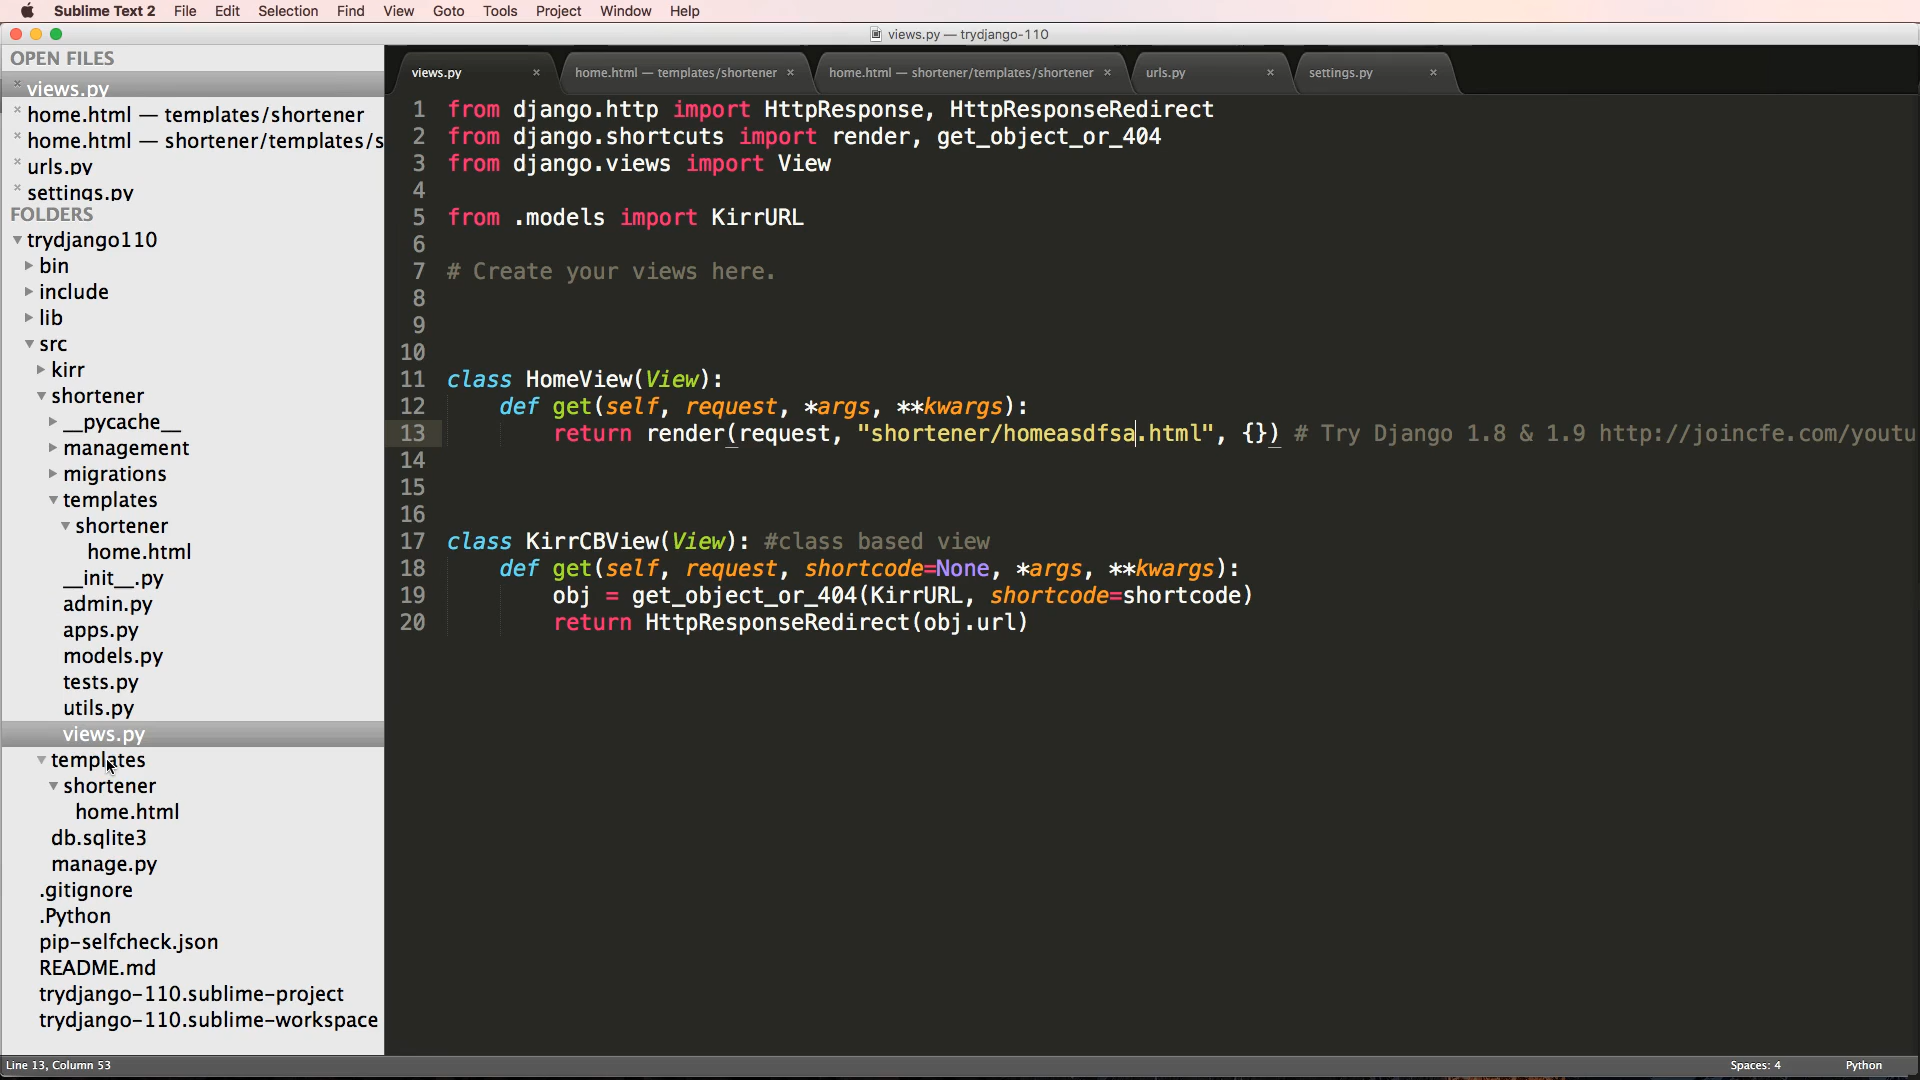 Sublime Text 2 File Edit Selection Find View Goto Tools Project Window Help
views.py — trydjango-110
OPEN FILES
views.py
home.html — templates/shortener
home.html — shortener/templates/s
urls.py
settings.py
FOLDERS
trydjango110
bin
include
lib
src
kirr
shortener
__pycache__
management
migrations
templates
shortener
home.html
__init__.py
admin.py
apps.py
models.py
tests.py
utils.py
views.py
templates
shortener
home.html
db.sqlite3
manage.py
.gitignore
.Python
pip-selfcheck.json
README.md
trydjango-110.sublime-project
trydjango-110.sublime-workspace
views.py home.html — templates/shortener home.html — shortener/templates/shortener urls.py settings.py
1 from django.http import HttpResponse, HttpResponseRedirect
2 from django.shortcuts import render, get_object_or_404
3 from django.views import View
4
5 from .models import KirrURL
6
7 # Create your views here.
8
9
10
11 class HomeView(View):
12 def get(self, request, *args, **kwargs):
13 return render(request, "shortener/homeasdfsa.html", {}) # Try Django 1.8 & 1.9 http://joincfe.com/youtu
14
15
16
17 class KirrCBView(View): #class based view
18 def get(self, request, shortcode=None, *args, **kwargs):
19 obj = get_object_or_404(KirrURL, shortcode=shortcode)
20 return HttpResponseRedirect(obj.url)
Line 13, Column 53 Spaces: 4 Python